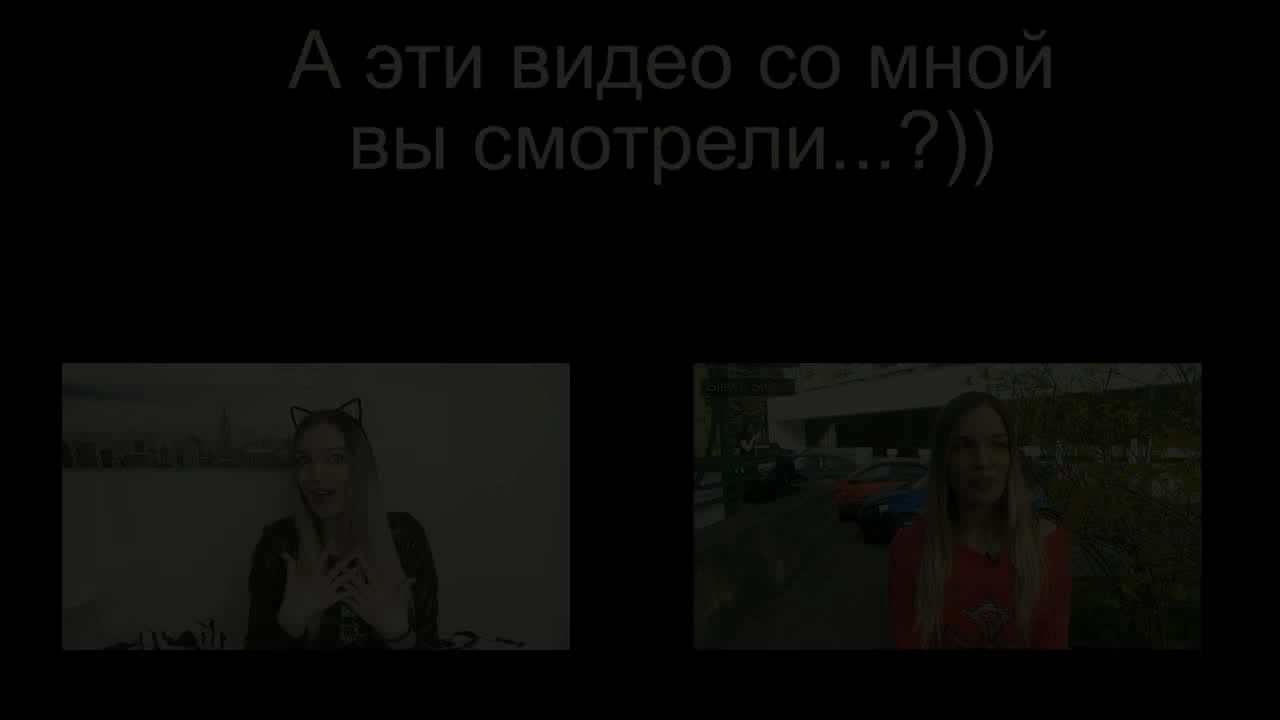 А эти видео со мной
вы смотрели...?))